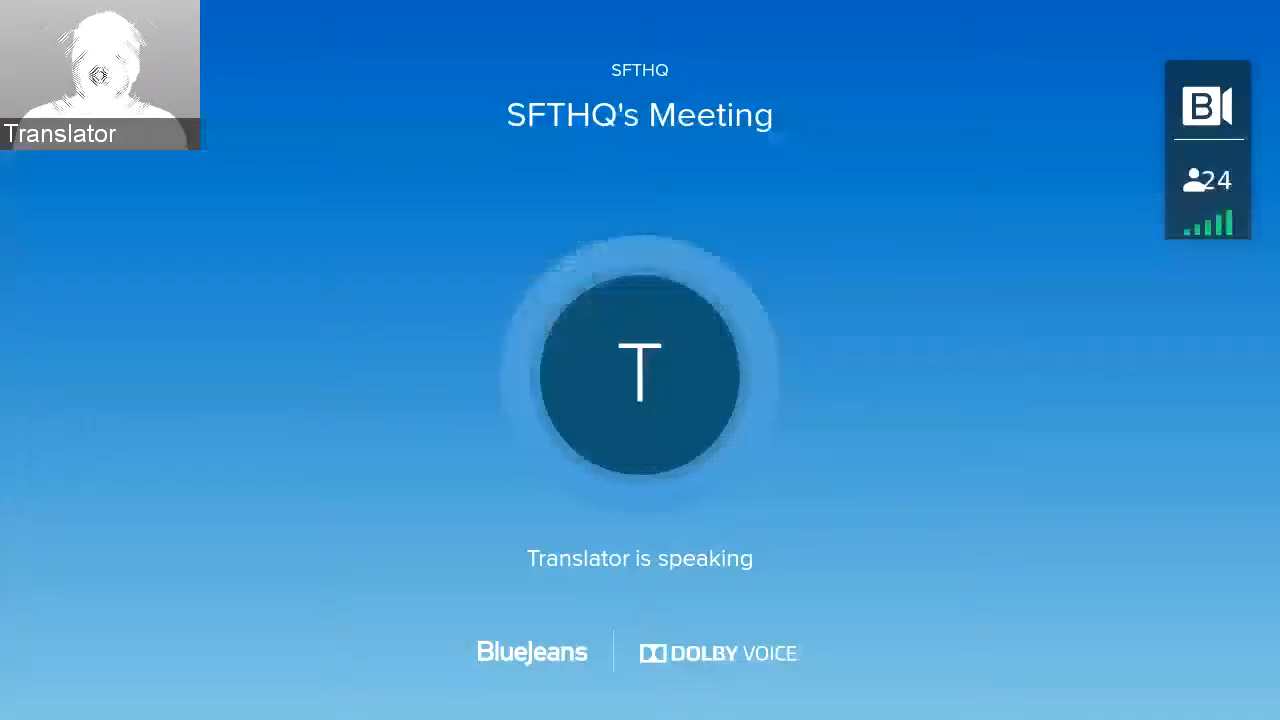 Translator
SFTHQ
SFTHQ's Meeting
B
24
T
Translator is speaking
BlueJeans
DOLBY VOICE